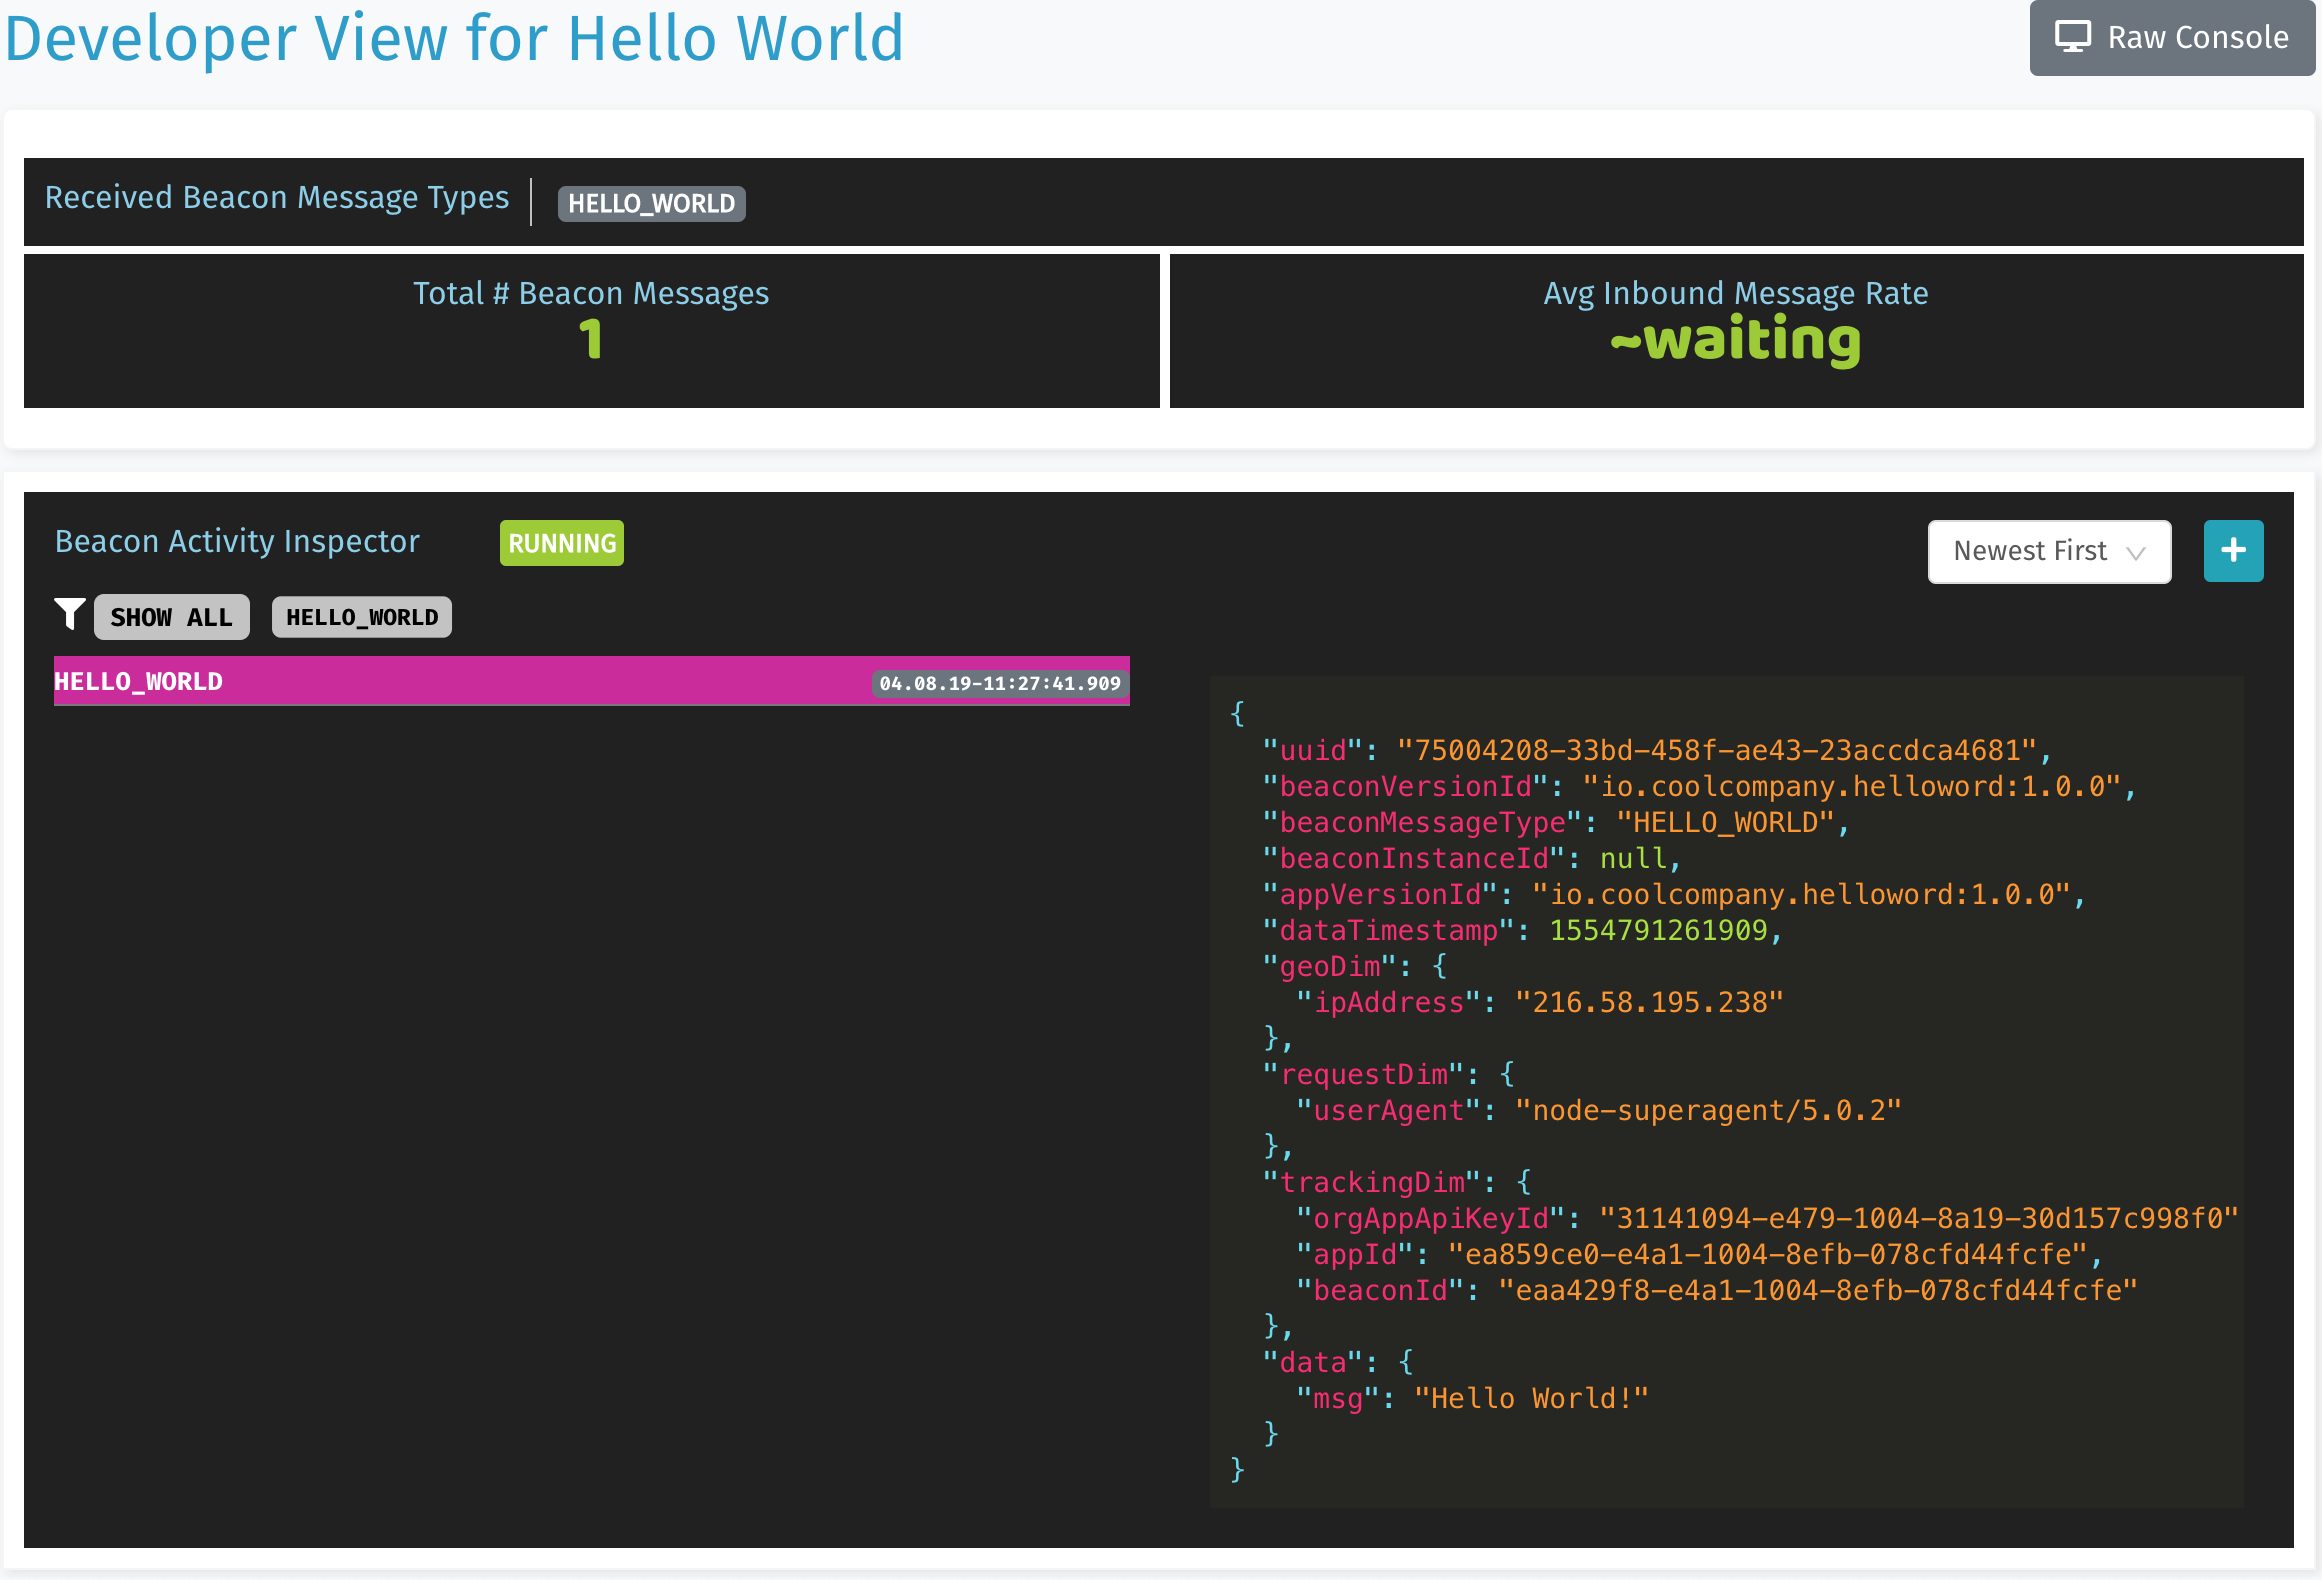 Developer View for Hello World
Raw Console
Received Beacon Message Types
HELLO_WORLD
Total # Beacon Messages
1
Avg Inbound Message Rate
~waiting
Beacon Activity Inspector
RUNNING
Newest First
+
SHOW ALL
HELLO_WORLD
HELLO_WORLD
04.08.19-11:27:41.909
{
  "uuid": "75004208-33bd-458f-ae43-23accdca4681",
  "beaconVersionId": "io.coolcompany.helloword:1.0.0",
  "beaconMessageType": "HELLO_WORLD",
  "beaconInstanceId": null,
  "appVersionId": "io.coolcompany.helloword:1.0.0",
  "dataTimestamp": 1554791261909,
  "geoDim": {
    "ipAddress": "216.58.195.238"
  },
  "requestDim": {
    "userAgent": "node-superagent/5.0.2"
  },
  "trackingDim": {
    "orgAppApiKeyId": "31141094-e479-1004-8a19-30d157c998f0"
    "appId": "ea859ce0-e4a1-1004-8efb-078cfd44fcfe",
    "beaconId": "eaa429f8-e4a1-1004-8efb-078cfd44fcfe"
  },
  "data": {
    "msg": "Hello World!"
  }
}